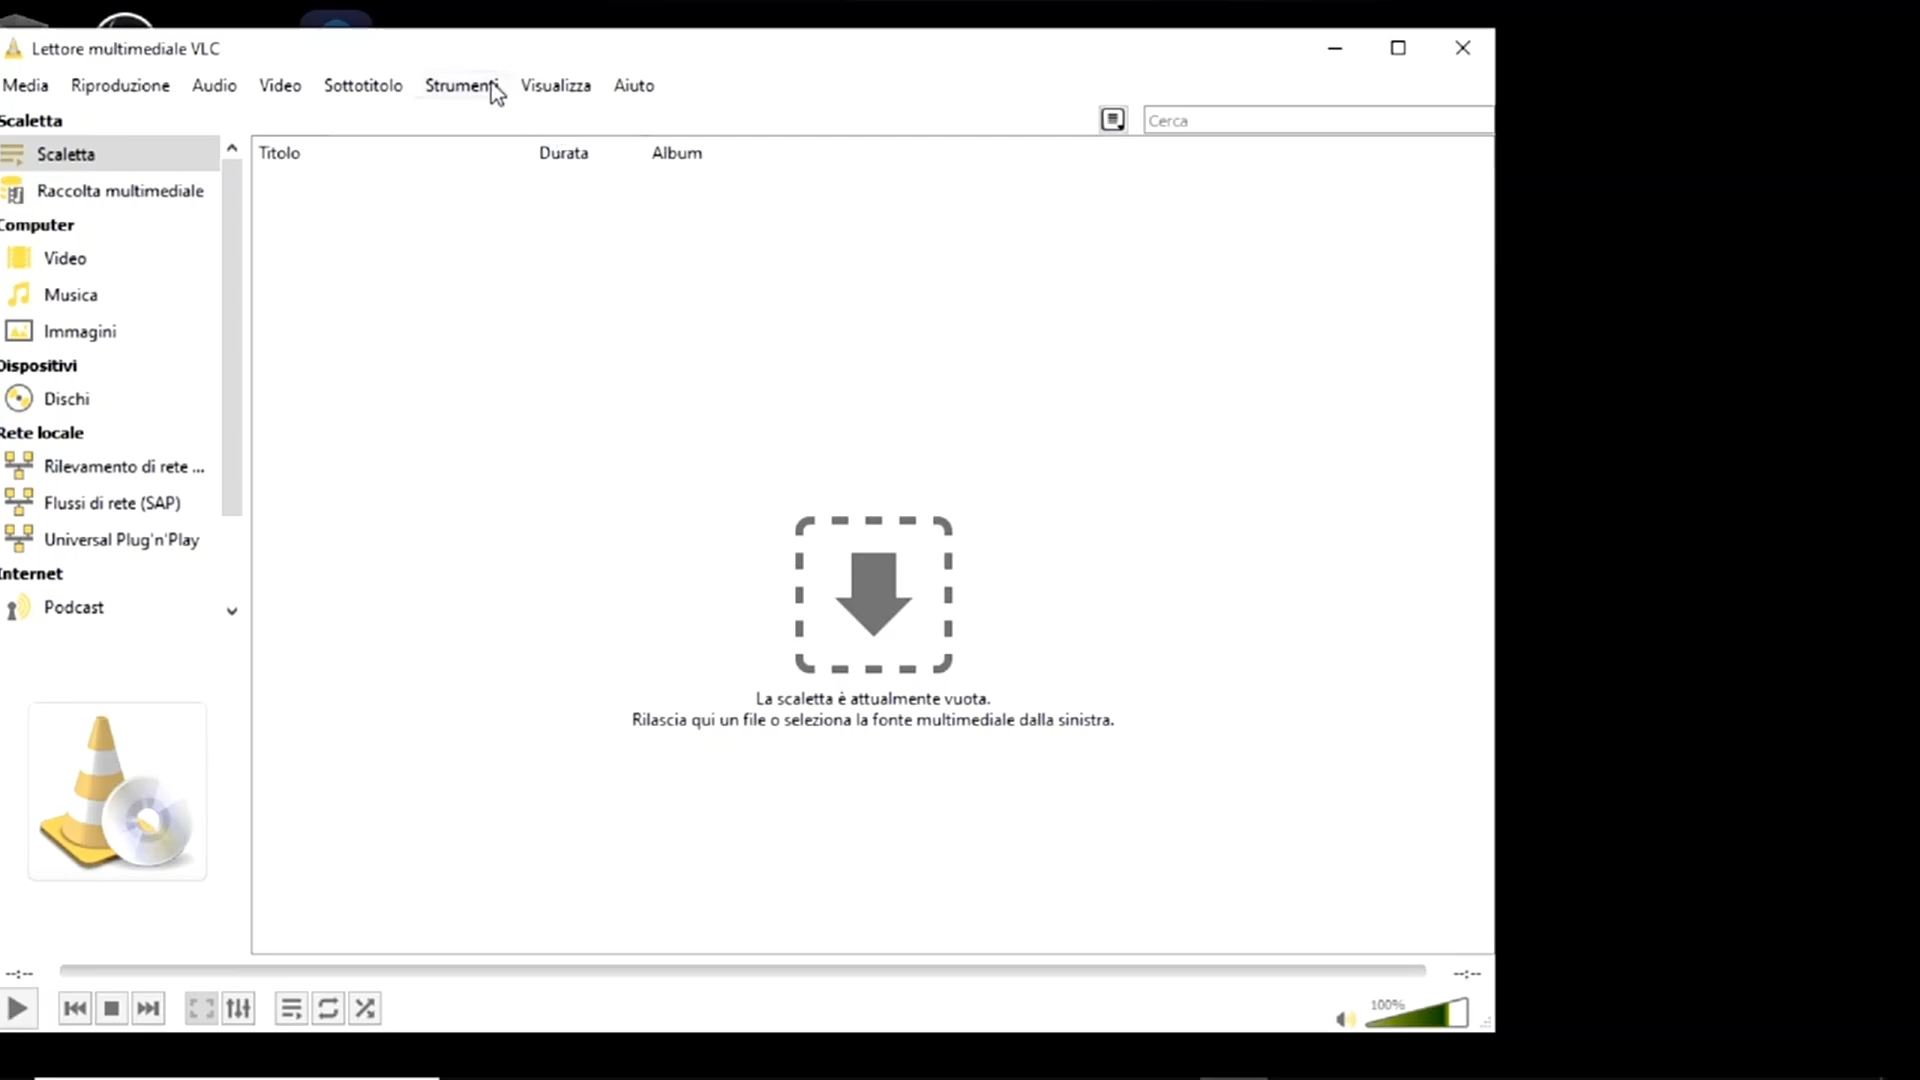 Lettore multimediale VLC
Media Riproduzione Audio Video Sottotitolo Strumenti Visualizza Aiuto
Scaletta
Cerca
Scaletta
Titolo Durata Album
Raccolta multimediale
Computer
Video
Musica
Immagini
Dispositivi
Dischi
Rete locale
Rilevamento di rete ...
Flussi di rete (SAP)
Universal Plug'n'Play
Internet
Podcast
La scaletta è attualmente vuota.
Rilascia qui un file o seleziona la fonte multimediale dalla sinistra.
--:-- --:--
100%